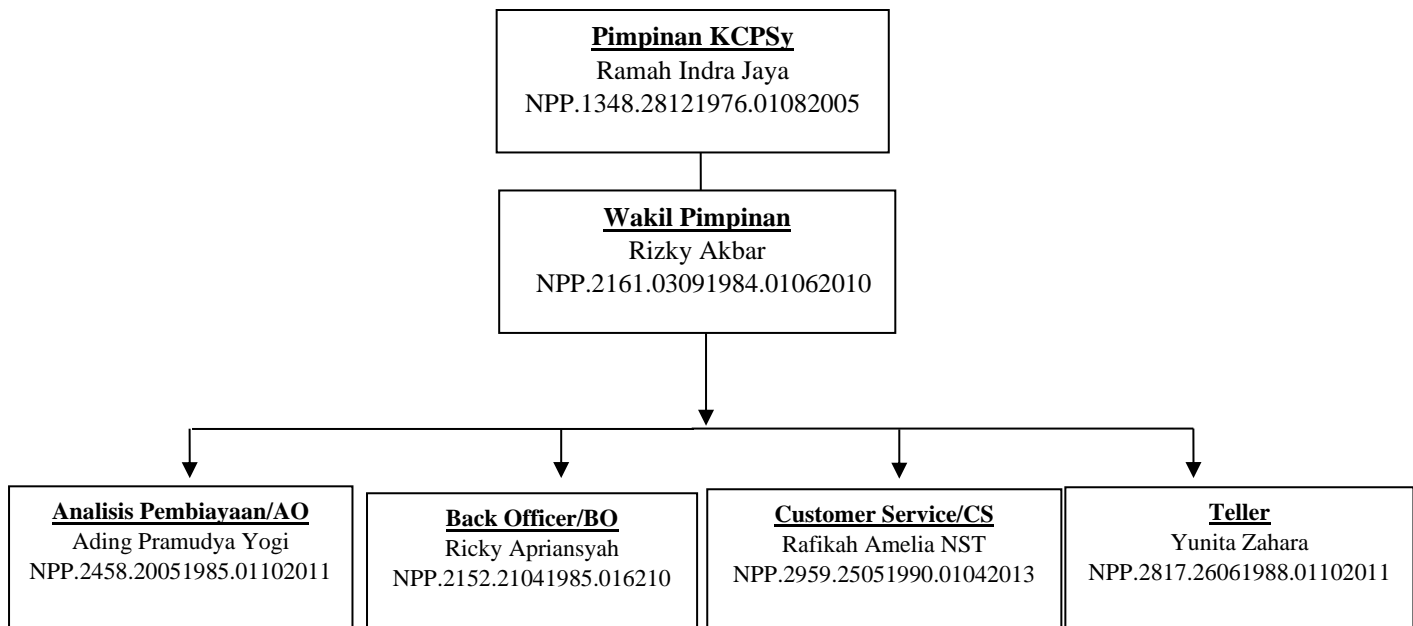 Pimpinan KCPSy
Ramah Indra Jaya
NPP.1348.28121976.01082005
Wakil Pimpinan
Rizky Akbar
NPP.2161.03091984.01062010
Analisis Pembiayaan/AO
Ading Pramudya Yogi
NPP.2458.20051985.01102011
Back Officer/BO
Ricky Apriansyah
NPP.2152.21041985.016210
Customer Service/CS
Rafikah Amelia NST
NPP.2959.25051990.01042013
Teller
Yunita Zahara
NPP.2817.26061988.01102011